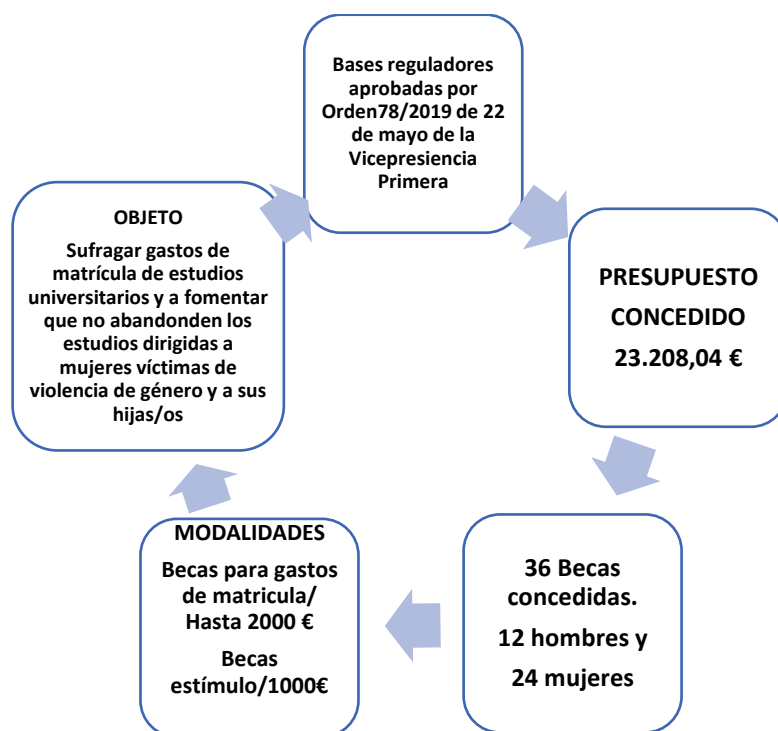 Bases reguladores
aprobadas por
Orden78/2019 de 22
de mayo de la
Vicepresiencia
Primera
PRESUPUESTO
CONCEDIDO
23.208,04 €
36 Becas
concedidas.
12 hombres y
24 mujeres
MODALIDADES
Becas para gastos
de matricula/
Hasta 2000 €
Becas
estímulo/1000€
OBJETO
Sufragar gastos de
matrícula de estudios
universitarios y a fomentar
que no abandonden los
estudios dirigidas a
mujeres víctimas de
violencia de género y a sus
hijas/os